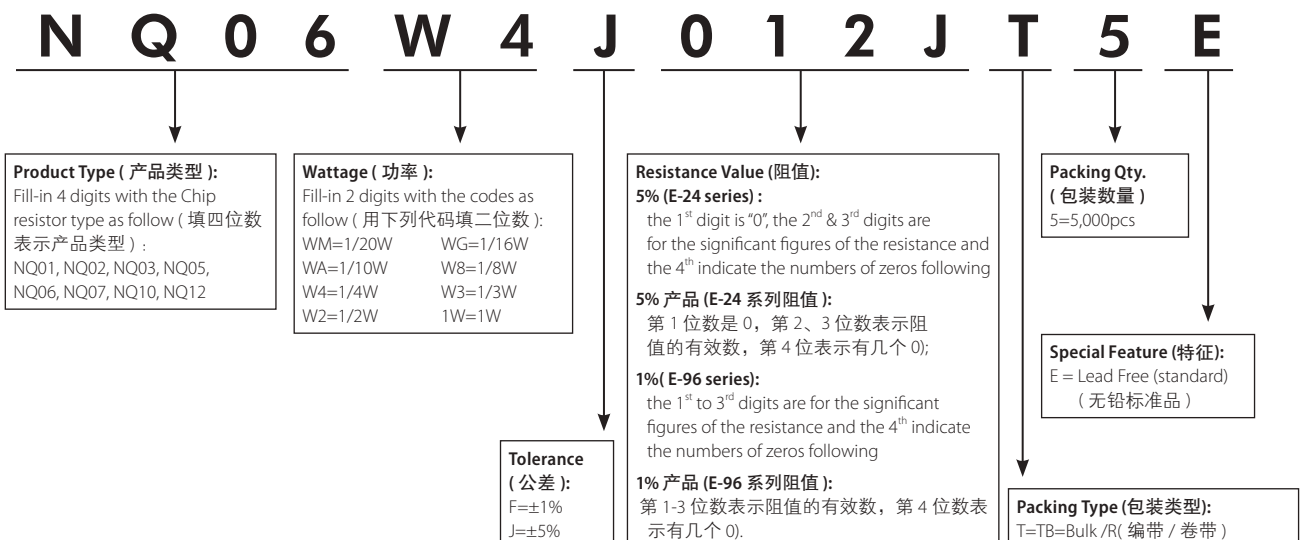 NQ06W4J012JT5E
Product Type ( 产品类型 ):
Fill-in 4 digits with the Chip
resistor type as follow ( 填四位数
表示产品类型 ) :
NQ01, NQ02, NQ03, NQ05,
NQ06, NQ07, NQ10, NQ12
Wattage ( 功率 ):
Fill-in 2 digits with the codes as
follow ( 用下列代码填二位数 ):
WM=1/20W WG=1/16W
WA=1/10W W8=1/8W
W4=1/4W W3=1/3W
W2=1/2W 1W=1W
Tolerance
( 公差 ):
F=±1%
J=±5%
Resistance Value (阻值):
5% (E-24 series) :
the 1st digit is "0", the 2nd & 3rd digits are
for the significant figures of the resistance and
the 4th indicate the numbers of zeros following
5% 产品 (E-24 系列阻值 ):
第 1 位数是 0，第 2、3 位数表示阻
值的有效数，第 4 位表示有几个 0);
1%( E-96 series):
the 1st to 3rd digits are for the significant
figures of the resistance and the 4th indicate
the numbers of zeros following
1% 产品 (E-96 系列阻值 ):
第 1-3 位数表示阻值的有效数，第 4 位数表
示有几个 0).
Packing Qty.
( 包装数量 )
5=5,000pcs
Special Feature (特征):
E = Lead Free (standard)
( 无铅标准品 )
Packing Type (包装类型):
T=TB=Bulk /R( 编带 / 卷带 )